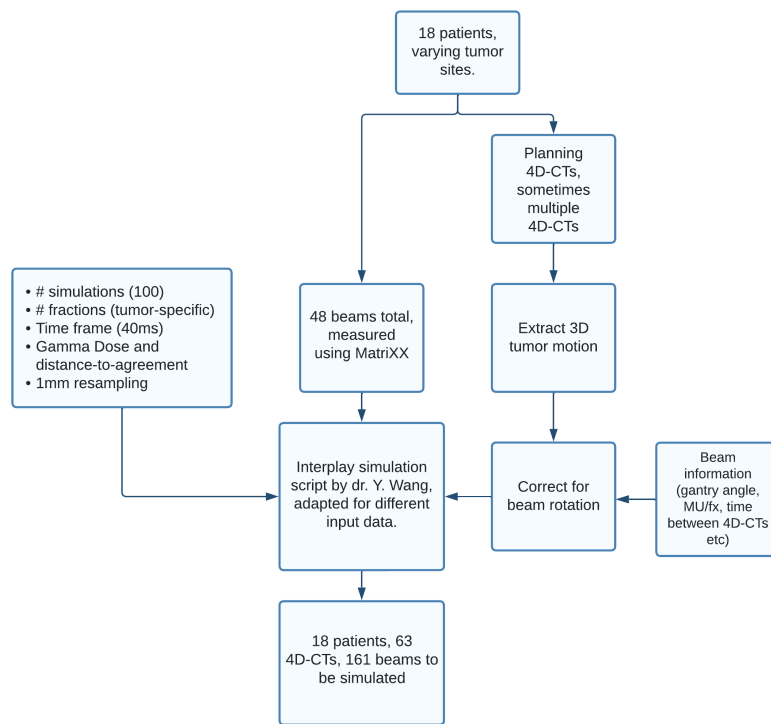 18 patients,
varying tumor
sites.
Planning
4D-CTs,
sometimes
multiple
4D-CTs
• # simulations (100)
• # fractions (tumor-specific)
• Time frame (40ms)
• Gamma Dose and
distance-to-agreement
• 1mm resampling
48 beams total,
measured
using MatriXX
Extract 3D
tumor motion
Interplay simulation
script by dr. Y. Wang,
adapted for different
input data.
Correct for
beam rotation
Beam
information
(gantry angle,
MU/fx, time
between 4D-CTs
etc)
18 patients, 63
4D-CTs, 161 beams to
be simulated